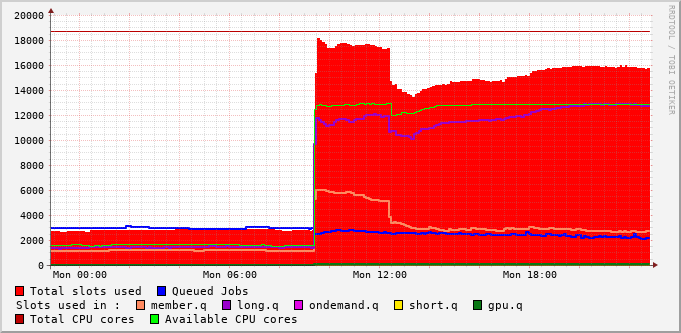 20000
18000
16000
14000
12000
10000
8000
6000
4000
2000
0
Mon 00:00 Mon 06:00 Mon 12:00 Mon 18:00
Total slots used Queued Jobs
Slots used in : member.q long.q ondemand.q short.q gpu.q
Total CPU cores Available CPU cores
RRDTOOL / TOBI OETIKER